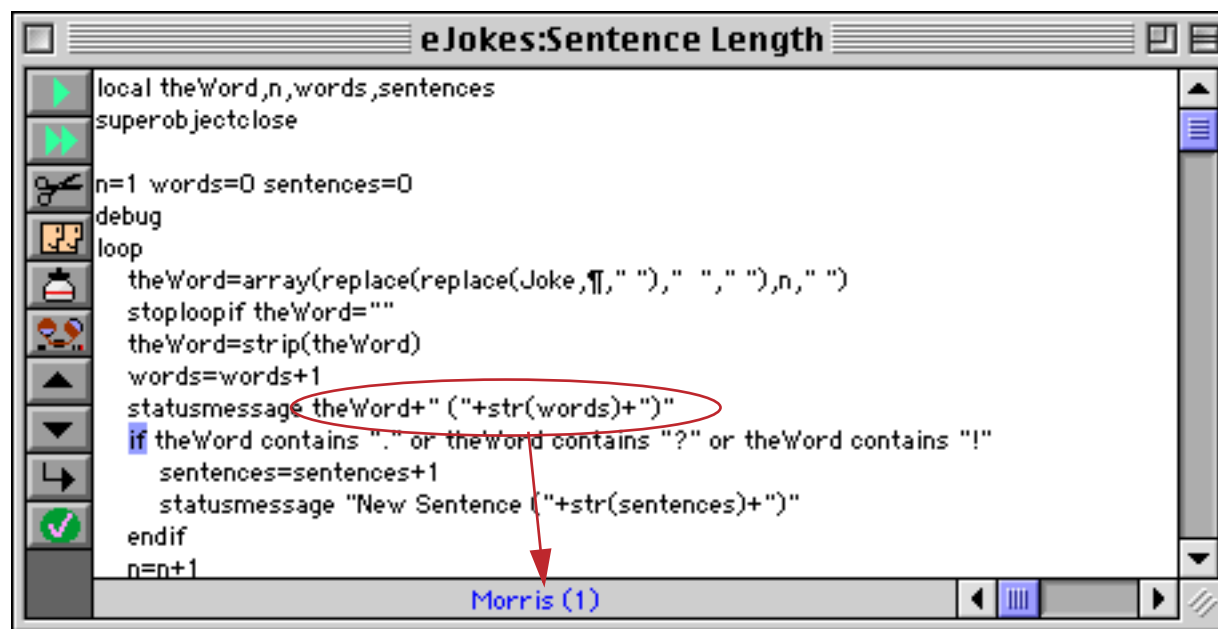 eJokes:Sentence Length
local theWord,n,words,sentences
superobjectclose
n=1 words=0 sentences=0
debug
loop
theWord=array(replace(replace(Joke,¶," "),"  "," "),n," ")
stoploopif theWord=""
theWord=strip(theWord)
words=words+1
statusmessage theWord+" ("+str(words)+")"
if theWord contains "." or theWord contains "?" or theWord contains "!"
sentences=sentences+1
statusmessage "New Sentence ("+str(sentences)+")"
endif
n=n+1
Morris (1)